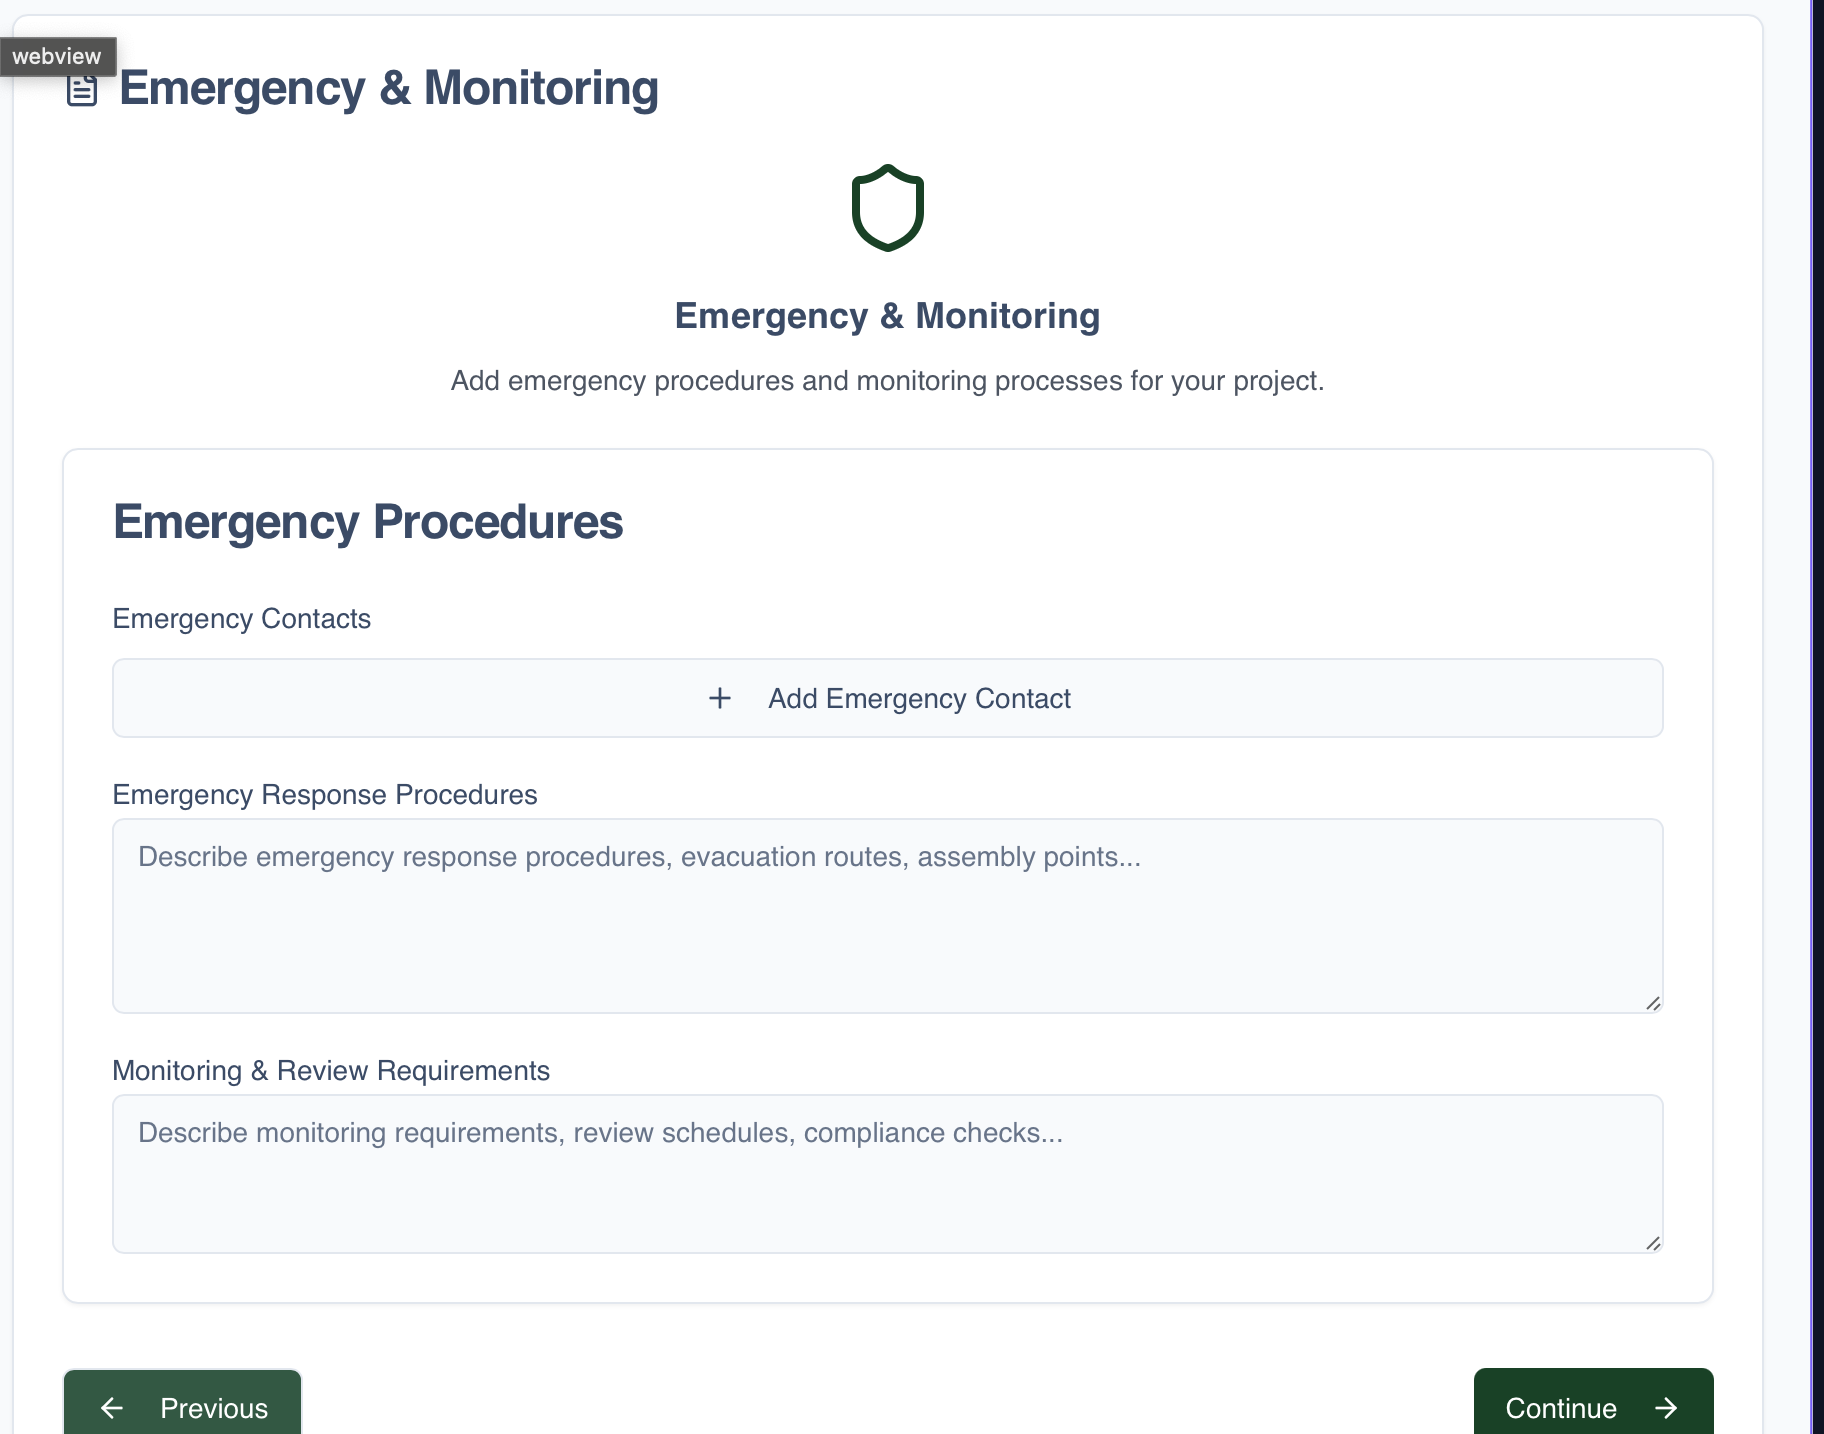 webview
Emergency & Monitoring
Emergency & Monitoring
Add emergency procedures and monitoring processes for your project.
Emergency Procedures
Emergency Contacts
+ Add Emergency Contact
Emergency Response Procedures
Describe emergency response procedures, evacuation routes, assembly points...
Monitoring & Review Requirements
Describe monitoring requirements, review schedules, compliance checks...
← Previous
Continue →